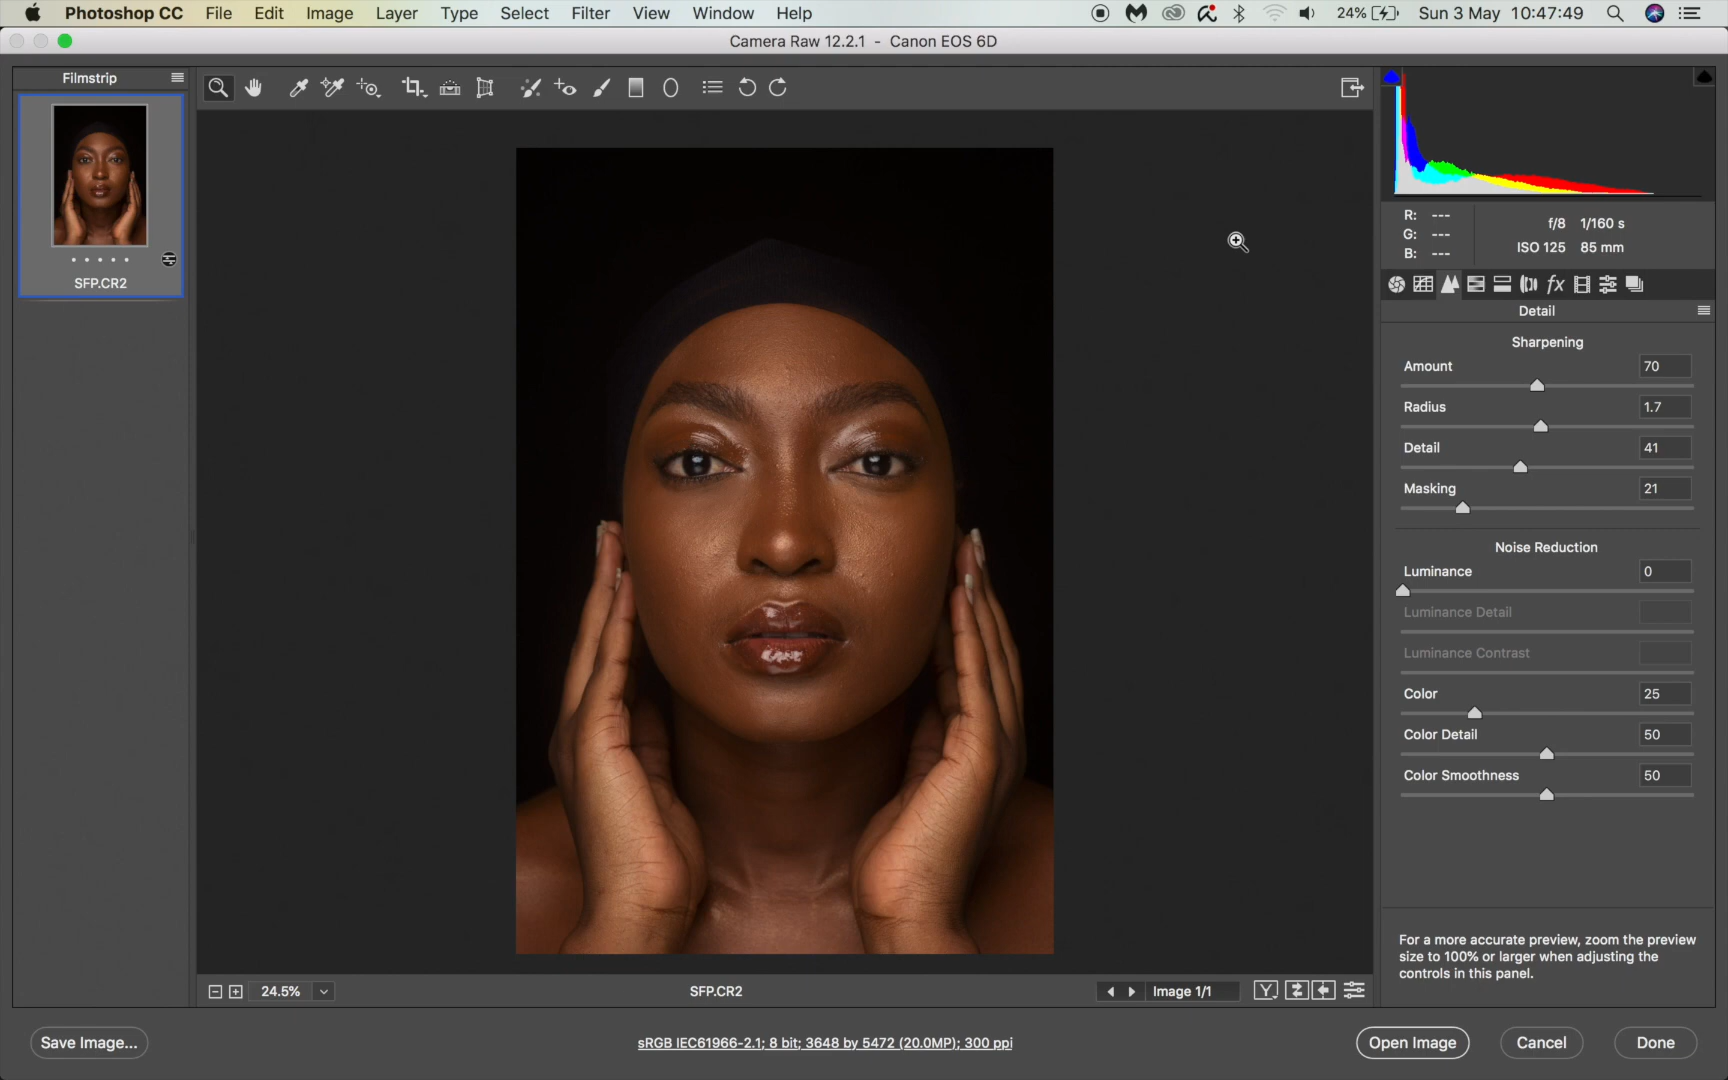 Photoshop CC File Edit Image Layer Type Select Filter View Window Help 24% Sun 3 May 10:47:49
Camera Raw 12.2.1 - Canon EOS 6D
Filmstrip
SFP.CR2
R: ---
G: ---
B: ---
f/8 1/160 s
ISO 125 85 mm
fx
Detail
Sharpening
Amount 70
Radius 1.7
Detail 41
Masking 21
Noise Reduction
Luminance 0
Luminance Detail
Luminance Contrast
Color 25
Color Detail 50
Color Smoothness 50
For a more accurate preview, zoom the preview
size to 100% or larger when adjusting the
controls in this panel.
24.5% SFP.CR2 Image 1/1 Y
Save Image... sRGB IEC61966-2.1; 8 bit; 3648 by 5472 (20.0MP); 300 ppi Open Image Cancel Done